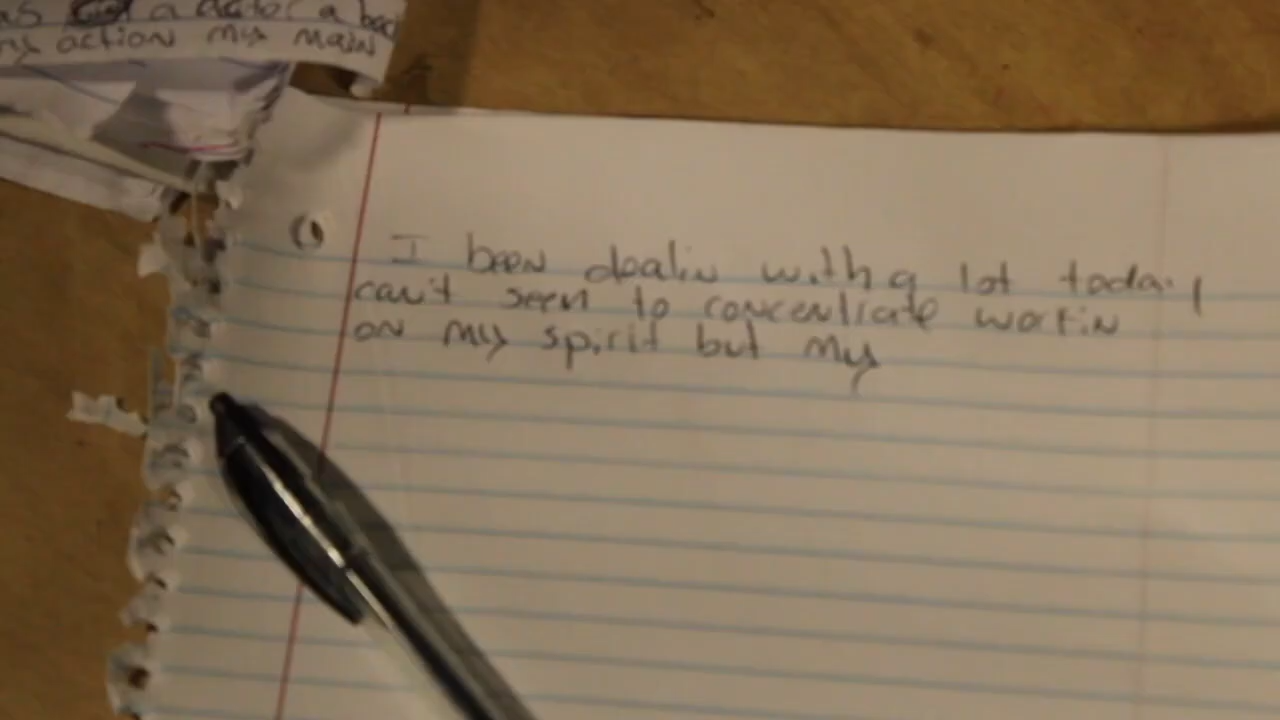 a
my action my main
I been dealin with a lot today I
can't seem to concentrate workin
on my spirit but my